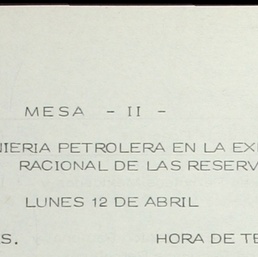 MESA - II -
NIERIA PETROLERA EN LA EX
RACIONAL DE LAS RESERV
LUNES 12 DE ABRIL
S. HORA DE TE